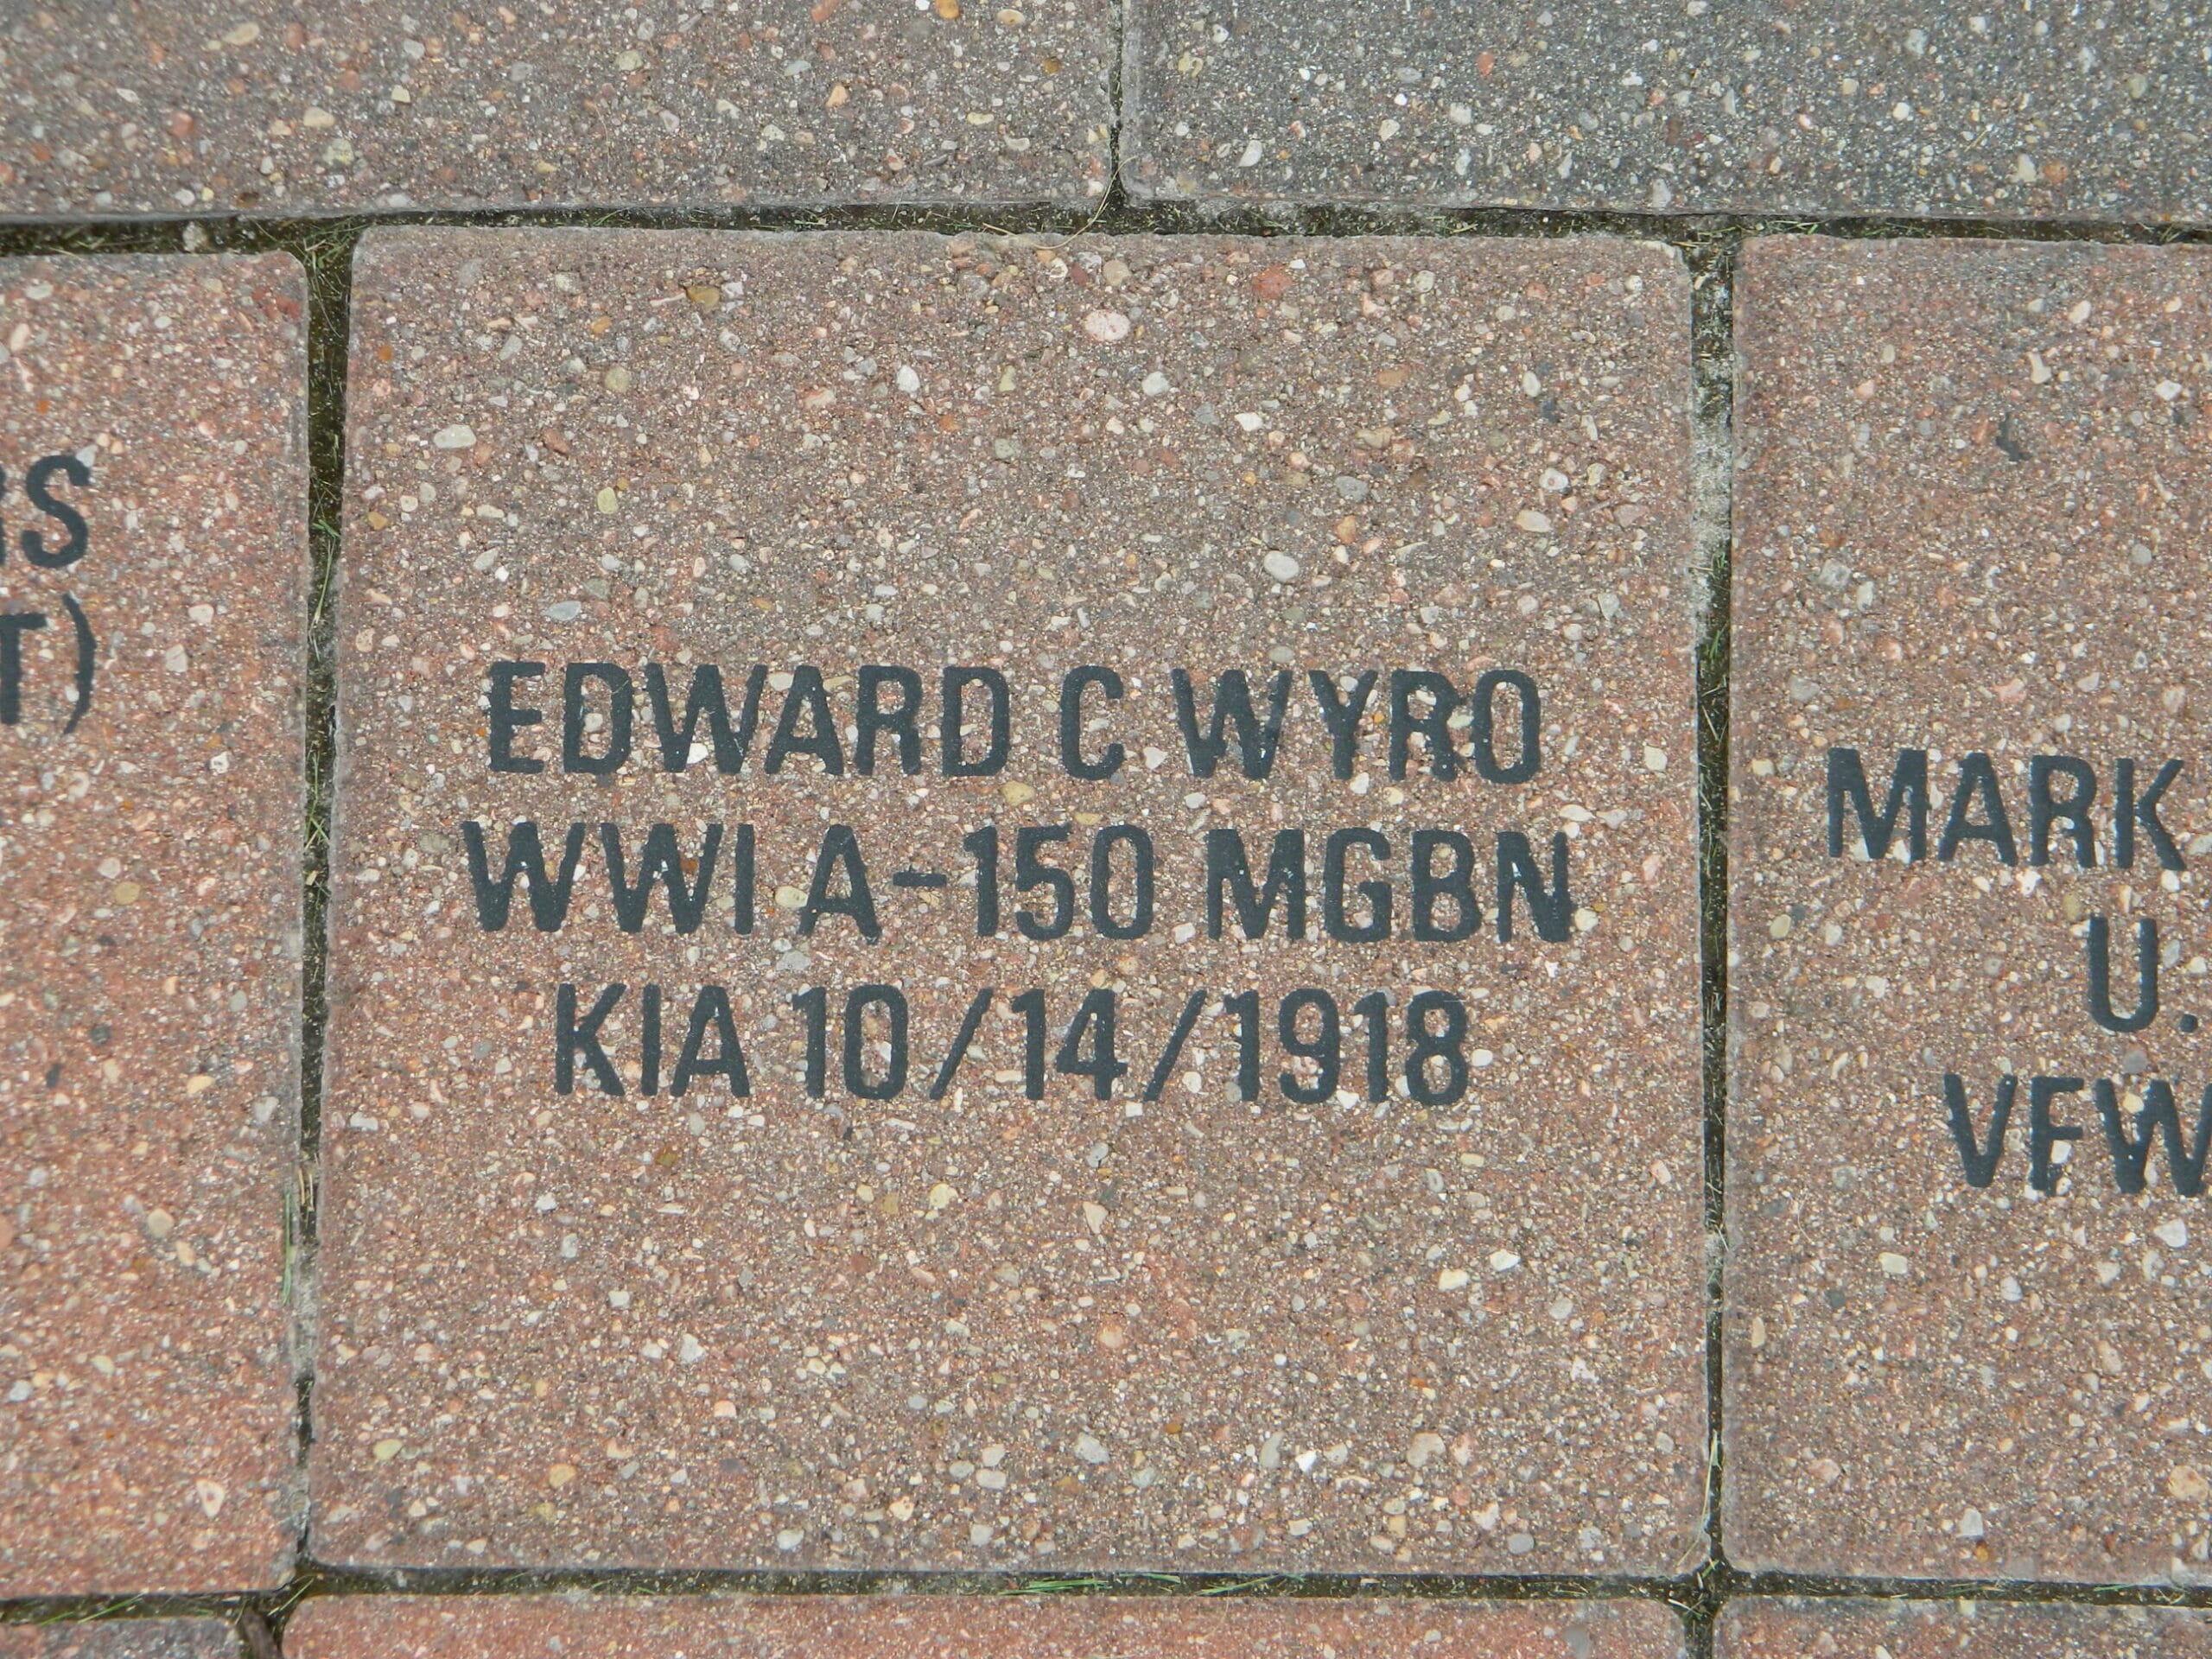 EDWARD C WYRO
WWI A-150 MGBN
KIA 10/14/1918
MARK
U.
VFW